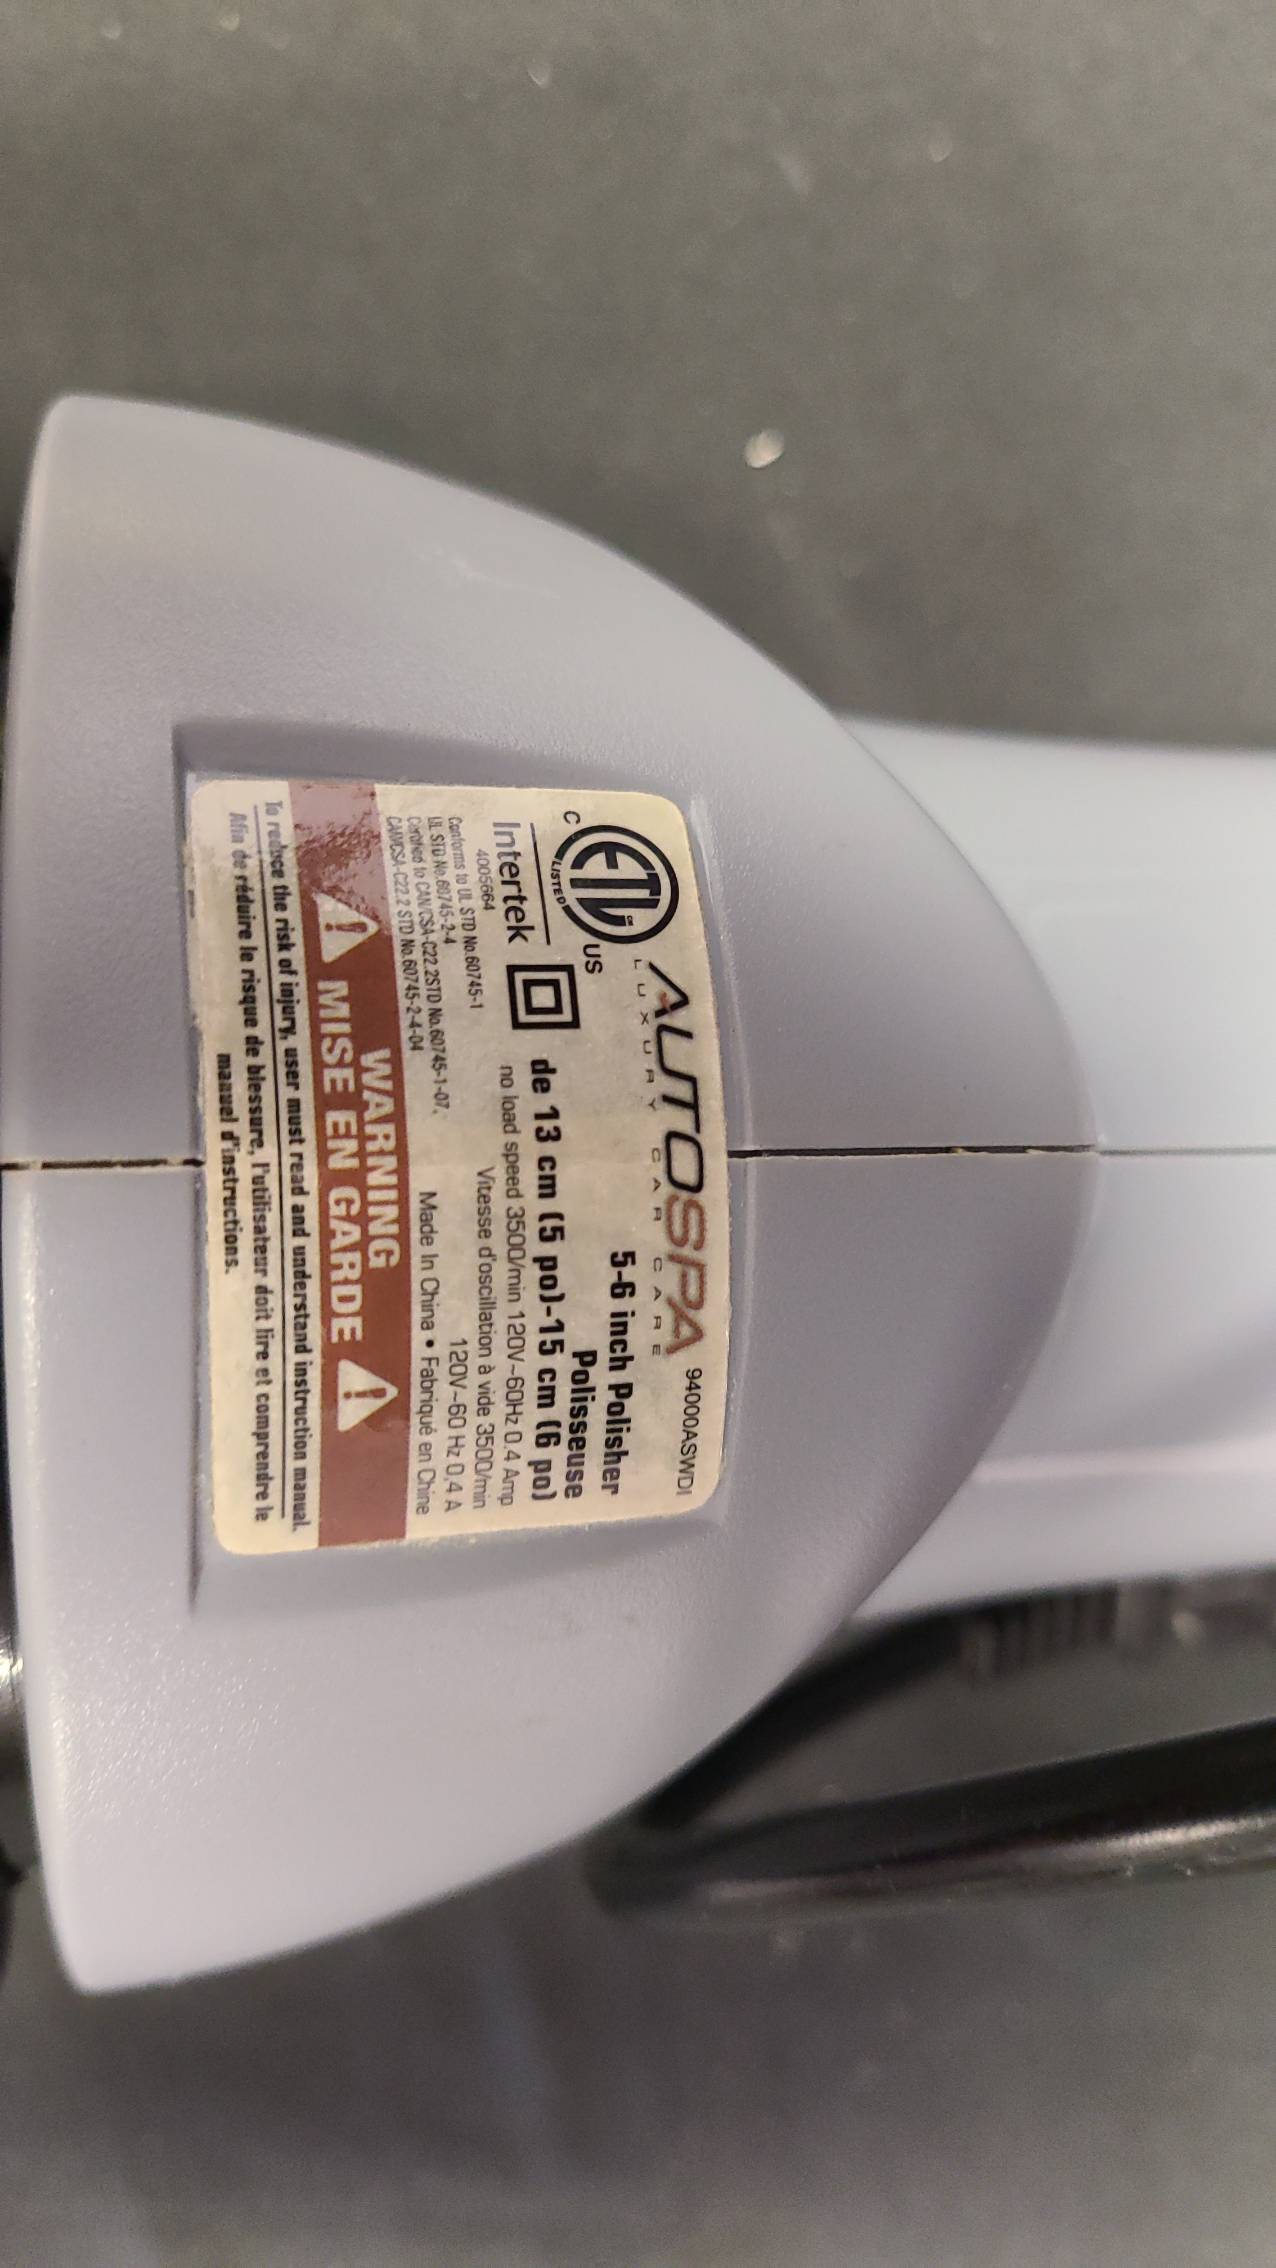 AUTOSPA 94000ASWDI
LUXURY CAR CARE
ETL CM
LISTED
C US
Intertek
4005664
Conforms to UL STD No.60745-1
UL STD No.60745-2-4
Certified to CAN/CSA-C22.2STD No.60745-1-07,
CAN/CSA-C22.2 STD No.60745-2-4-04
5-6 inch Polisher
Polisseuse
de 13 cm (5 po)-15 cm (6 po)
no load speed 3500/min 120V~60Hz 0.4 Amp
Vitesse d'oscillation à vide 3500/min
120V~60 Hz 0,4 A
Made In China • Fabriqué en Chine
WARNING
MISE EN GARDE
To reduce the risk of injury, user must read and understand instruction manual.
Afin de réduire le risque de blessure, l'utilisateur doit lire et comprendre le
manuel d'instructions.